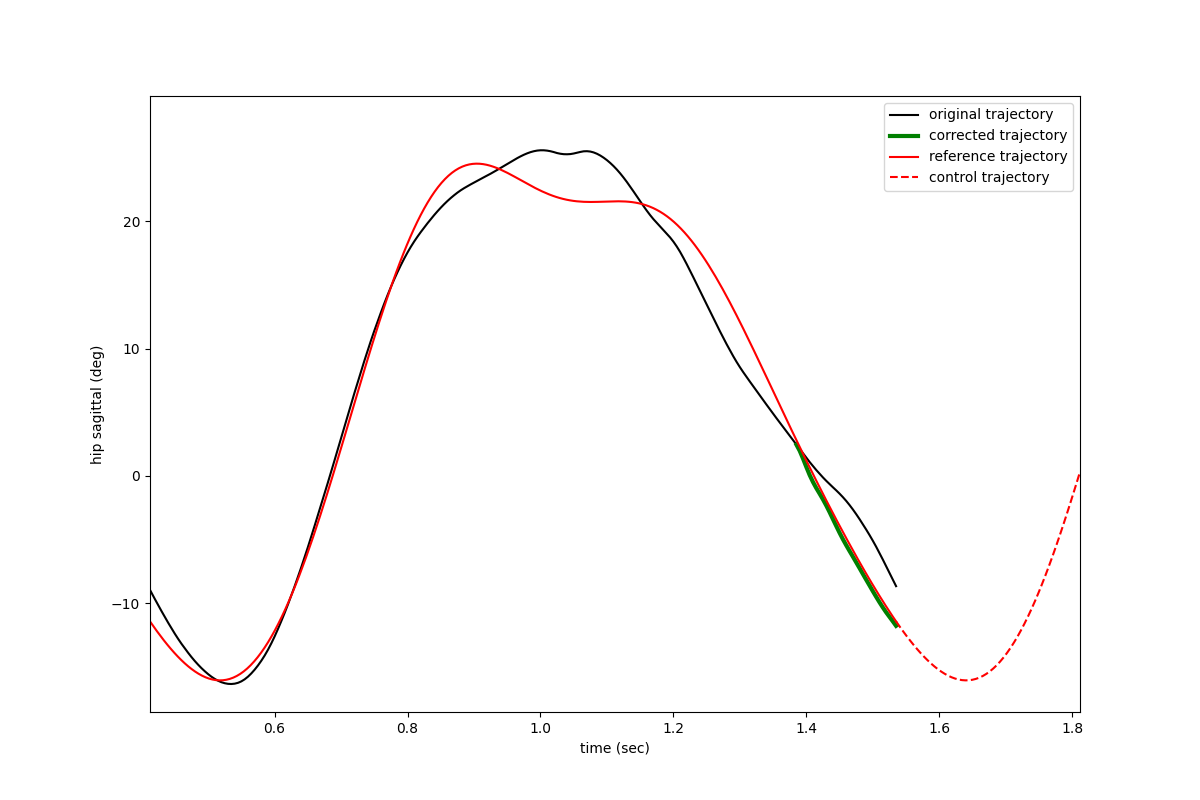 original trajectory
corrected trajectory
reference trajectory
control trajectory
hip sagittal (deg)
20
10
0
−10
0.6 0.8 1.0 1.2 1.4 1.6 1.8
time (sec)